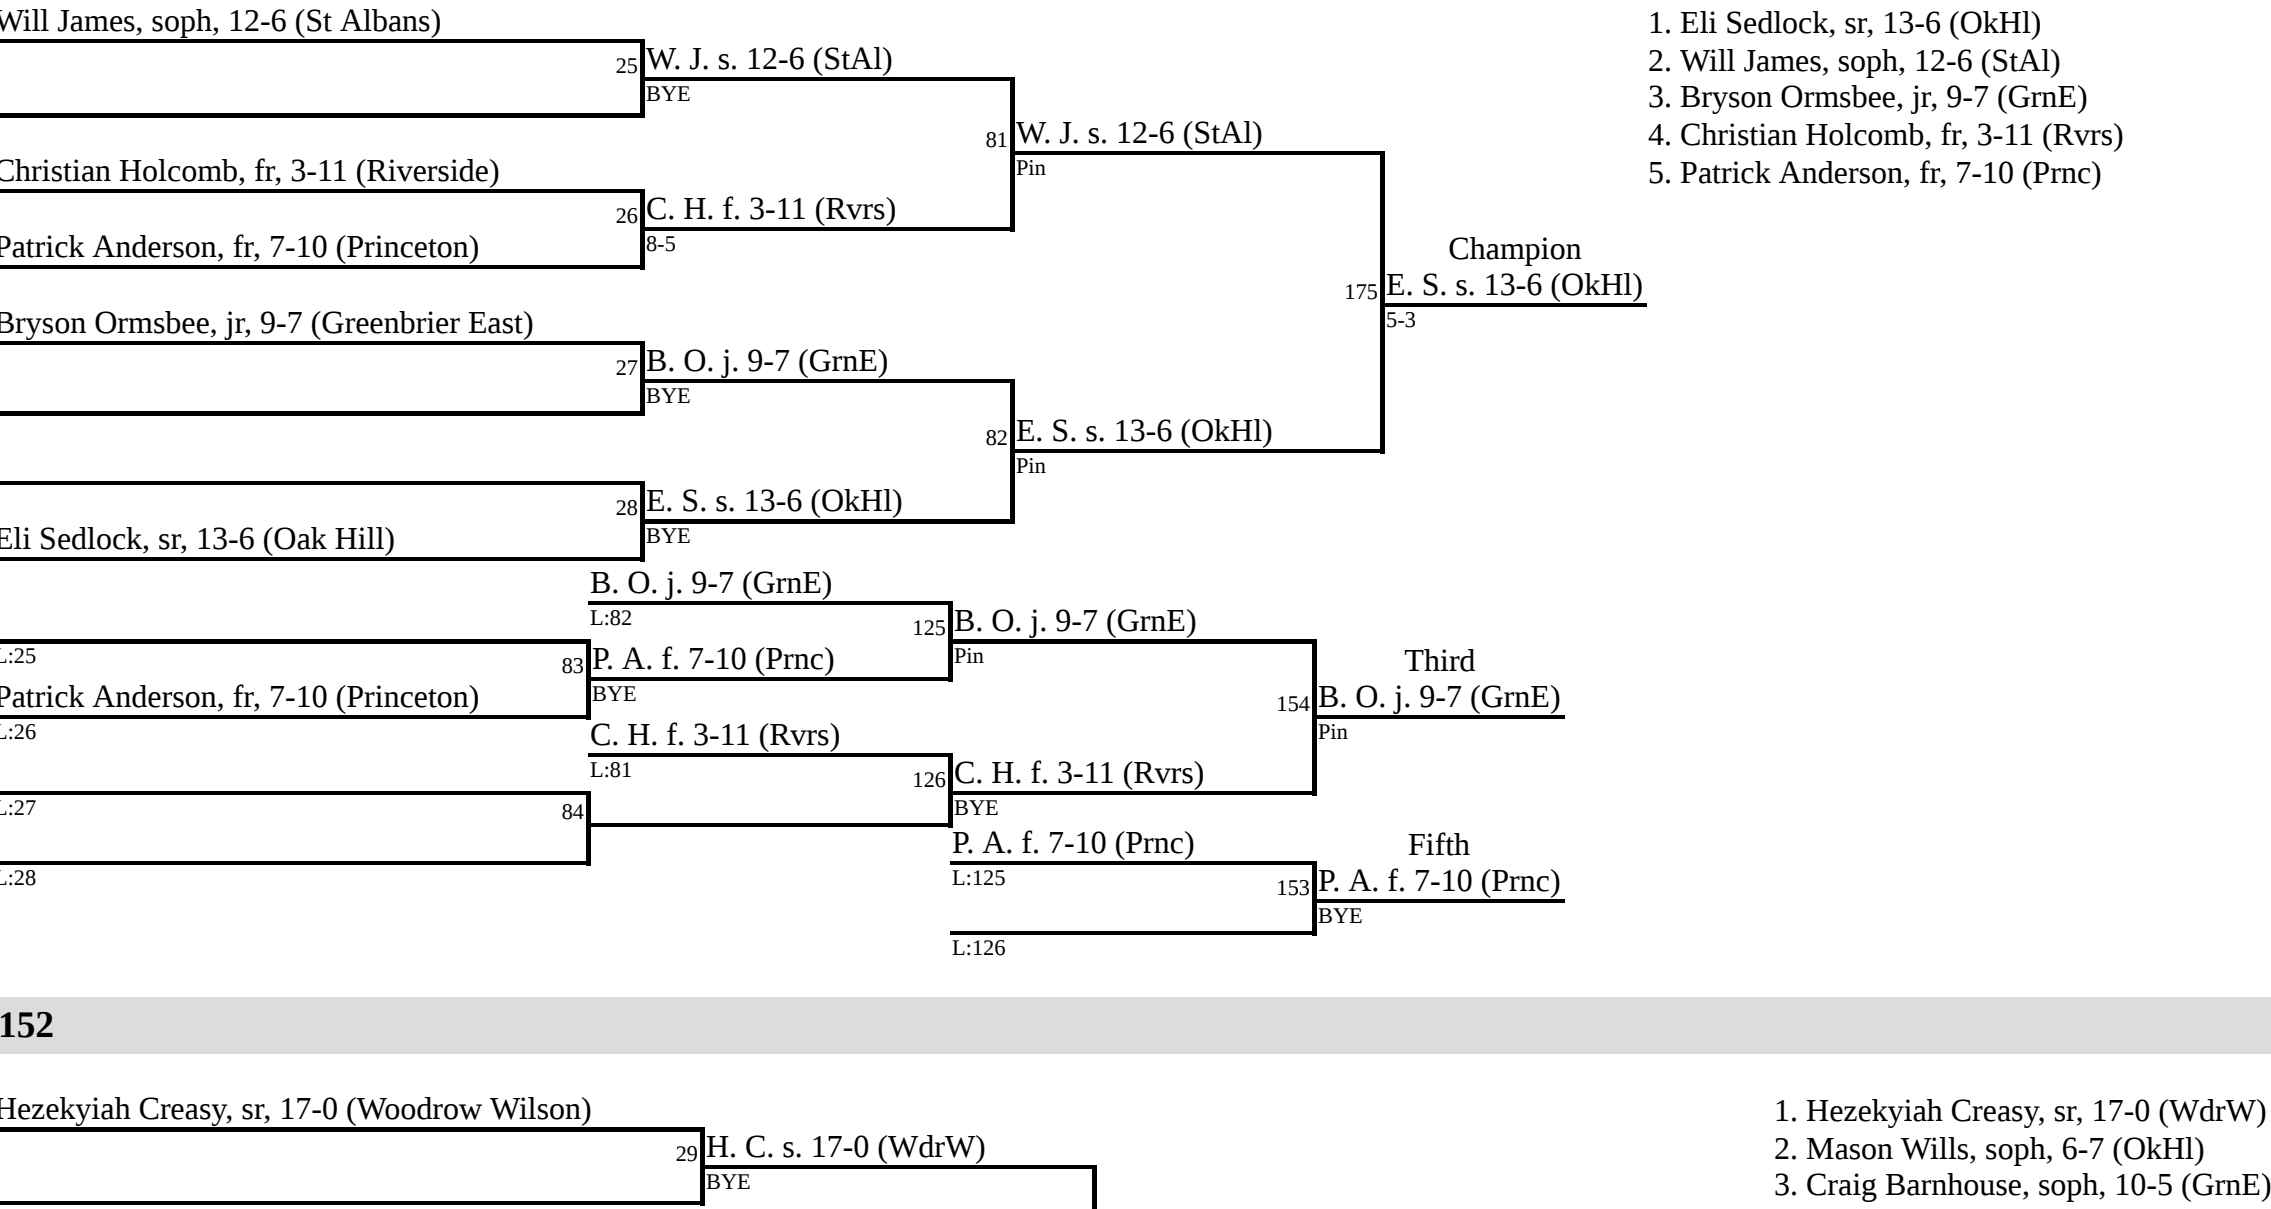 Will James, soph, 12-6 (St Albans)
25
W. J. s. 12-6 (StAl)
BYE
Christian Holcomb, fr, 3-11 (Riverside)
26
C. H. f. 3-11 (Rvrs)
8-5
Patrick Anderson, fr, 7-10 (Princeton)
81
W. J. s. 12-6 (StAl)
Pin
Bryson Ormsbee, jr, 9-7 (Greenbrier East)
27
B. O. j. 9-7 (GrnE)
BYE
28
E. S. s. 13-6 (OkHl)
BYE
Eli Sedlock, sr, 13-6 (Oak Hill)
82
E. S. s. 13-6 (OkHl)
Pin
Champion
175
E. S. s. 13-6 (OkHl)
5-3
1. Eli Sedlock, sr, 13-6 (OkHl)
2. Will James, soph, 12-6 (StAl)
3. Bryson Ormsbee, jr, 9-7 (GrnE)
4. Christian Holcomb, fr, 3-11 (Rvrs)
5. Patrick Anderson, fr, 7-10 (Prnc)
B. O. j. 9-7 (GrnE)
L:82
L:25
83
P. A. f. 7-10 (Prnc)
BYE
Patrick Anderson, fr, 7-10 (Princeton)
L:26
125
B. O. j. 9-7 (GrnE)
Pin
C. H. f. 3-11 (Rvrs)
L:81
L:27
84
L:28
126
C. H. f. 3-11 (Rvrs)
BYE
Third
154
B. O. j. 9-7 (GrnE)
Pin
P. A. f. 7-10 (Prnc)
L:125
L:126
Fifth
153
P. A. f. 7-10 (Prnc)
BYE
152
Hezekyiah Creasy, sr, 17-0 (Woodrow Wilson)
29
H. C. s. 17-0 (WdrW)
BYE
1. Hezekyiah Creasy, sr, 17-0 (WdrW)
2. Mason Wills, soph, 6-7 (OkHl)
3. Craig Barnhouse, soph, 10-5 (GrnE)